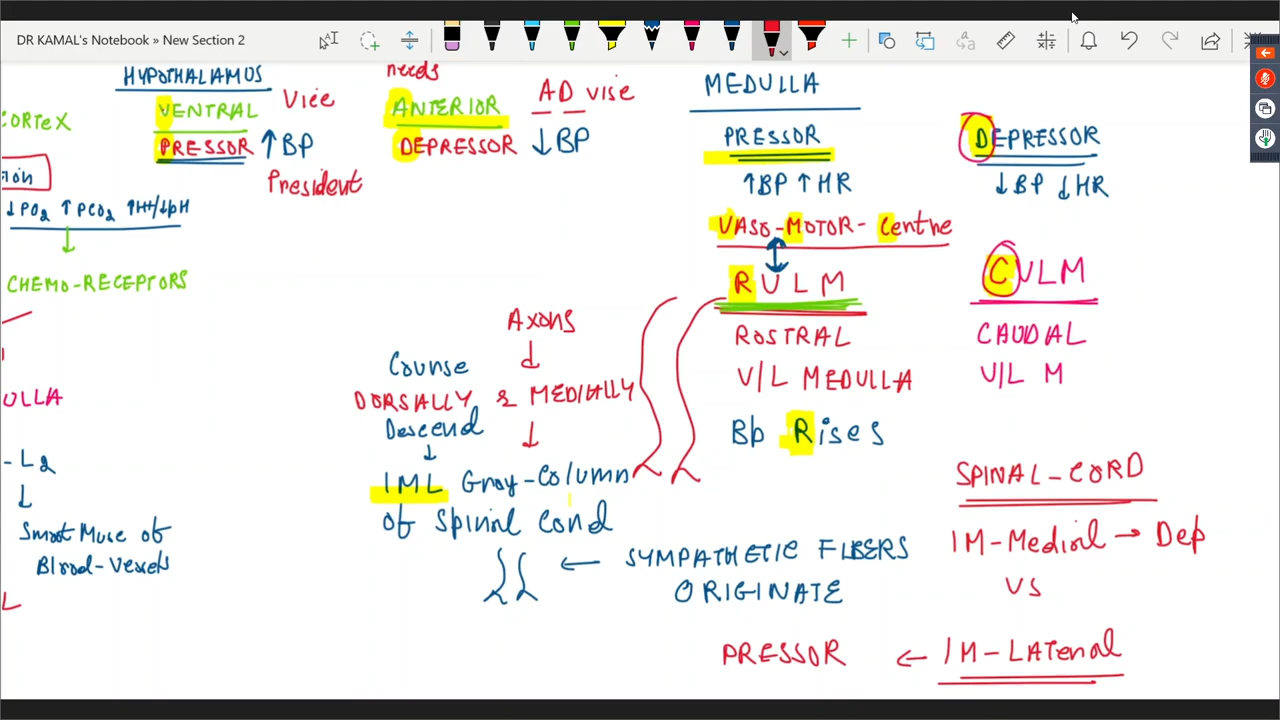 DR KAMAL's Notebook » New Section 2
HYPOTHALAMUS
needs
MEDULLA
CORTEX
VENTRAL Vice
ANTERIOR AD vise
PRESSOR ↑BP
DEPRESSOR ↓BP
PRESSOR
DEPRESSOR
President
↑BP ↑HR
↓BP ↓HR
↓PO2 ↑PCO2 ↑H+/↓pH
VASO-MOTOR-Centre
CHEMO-RECEPTORS
RVLM
CVLM
Axons
ROSTRAL
CAUDAL
Course
V/L MEDULLA
V/L M
DORSALLY & MEDIALLY
ULLA
Descend
Bp Rises
-L2
IML Gray-Column
of Spinal Cord
SPINAL-CORD
Smooth Musc of
Blood-Vessels
IM-Medial → Dep
← SYMPATHETIC FIBERS
ORIGINATE
VS
L
PRESSOR ← IM-LATERAL